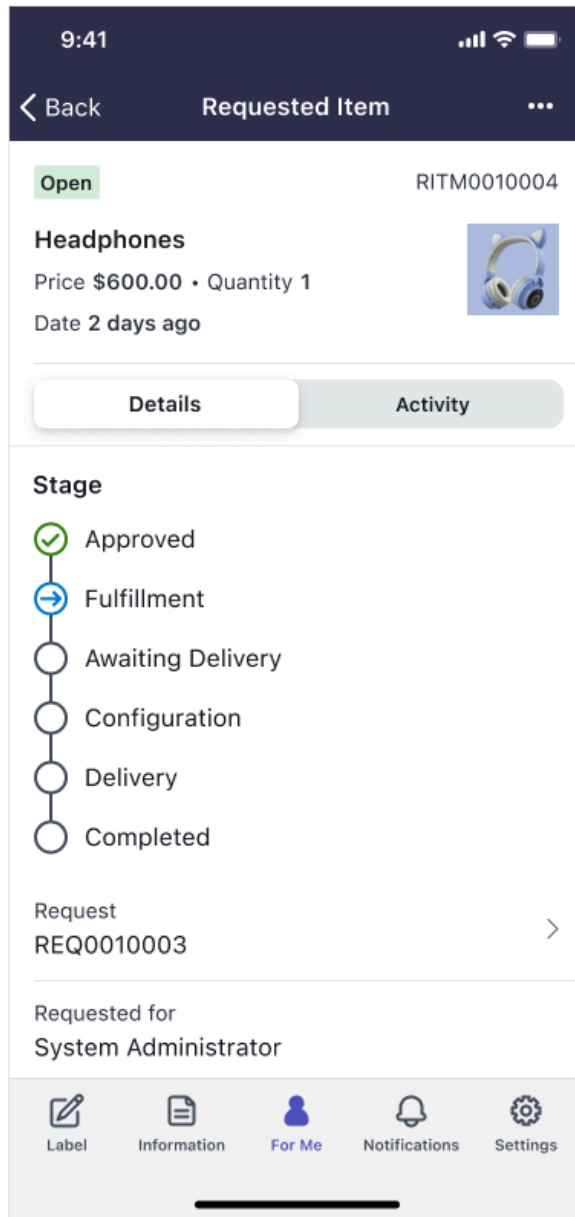 9:41
Back
Requested Item
Open
RITM0010004
Headphones
Price $600.00 • Quantity 1
Date 2 days ago
Details
Activity
Stage
Approved
Fulfillment
Awaiting Delivery
Configuration
Delivery
Completed
Request
REQ0010003
Requested for
System Administrator
Label
Information
For Me
Notifications
Settings